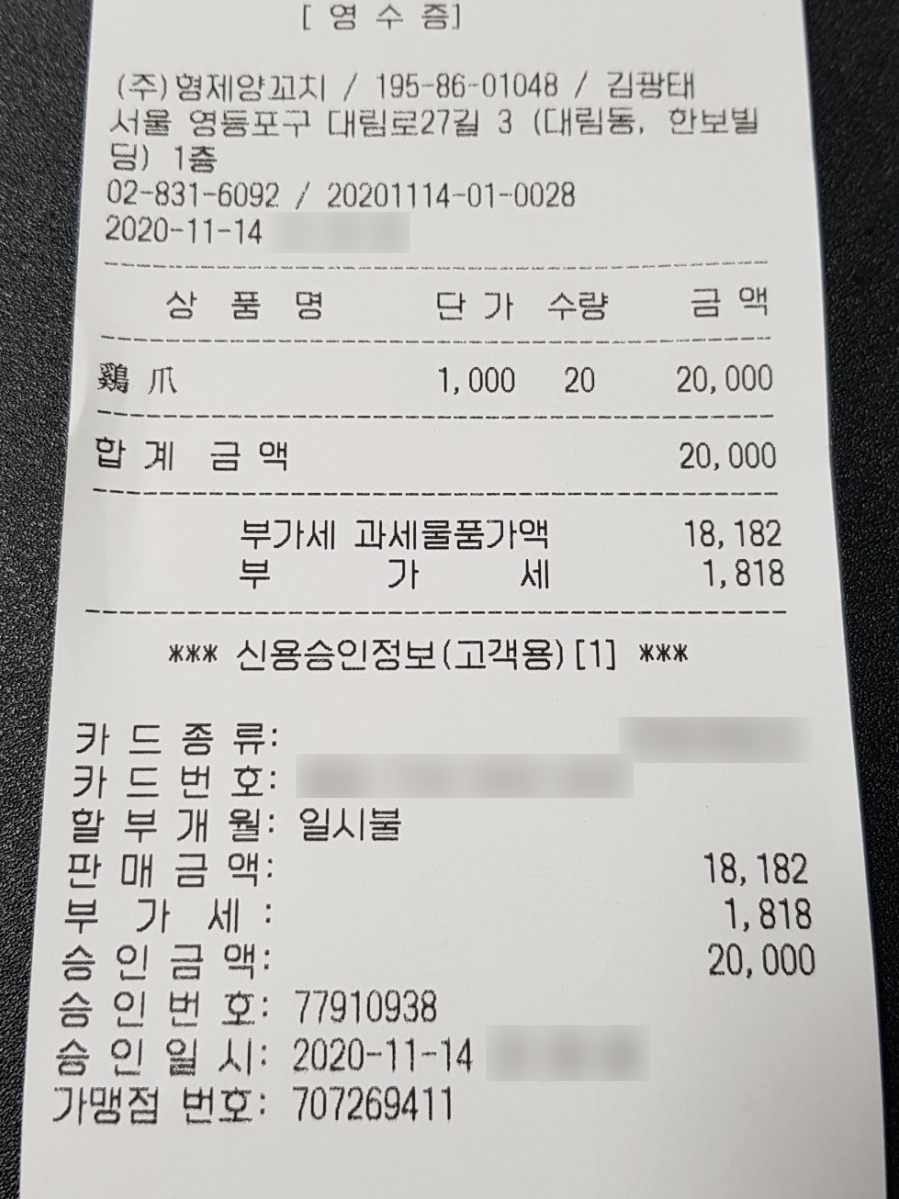 [ 영 수 증]
(주)형제양꼬치 / 195-86-01048 / 김광태
서울 영등포구 대림로27길 3 (대림동, 한보빌
딩) 1층
02-831-6092 / 20201114-01-0028
2020-11-14
상 품 명 단 가 수량 금 액
鷄 爪 1,000 20 20,000
합 계 금 액 20,000
부가세 과세물품가액 18,182
부 가 세 1,818
*** 신용승인정보(고객용)[1] ***
카 드 종 류:
카 드 번 호:
할 부 개 월: 일시불
판 매 금 액: 18,182
부 가 세 : 1,818
승 인 금 액: 20,000
승 인 번 호: 77910938
승 인 일 시: 2020-11-14
가맹점 번호: 707269411